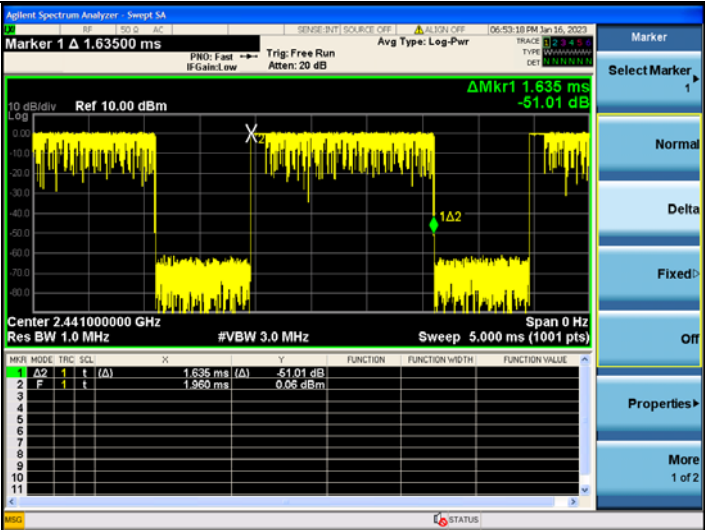 Agilent Spectrum Analyzer - Swept SA
RF 50 Ω AC SENSE:INT SOURCE OFF ALIGN OFF 06:53:18 PM Jan 16, 2023
Marker 1 Δ 1.63500 ms
PNO: Fast
IFGain:Low
Trig: Free Run
Atten: 20 dB
Avg Type: Log-Pwr
TRACE 1 2 3 4 5 6
TYPE
DET N N N N N N
ΔMkr1 1.635 ms
-51.01 dB
10 dB/div Ref 10.00 dBm
Log
0.00
-10.0
-20.0
-30.0
-40.0
-50.0
-60.0
-70.0
-80.0
2
1Δ2
Center 2.441000000 GHz Span 0 Hz
Res BW 1.0 MHz #VBW 3.0 MHz Sweep 5.000 ms (1001 pts)
MKR MODE TRC SCL X Y FUNCTION FUNCTION WIDTH FUNCTION VALUE
1 Δ2 1 t (Δ) 1.635 ms (Δ) -51.01 dB
2 F 1 t 1.960 ms 0.06 dBm
3
4
5
6
7
8
9
10
11
MSG STATUS
Marker
Select Marker
1
Normal
Delta
Fixed
Off
Properties
More
1 of 2